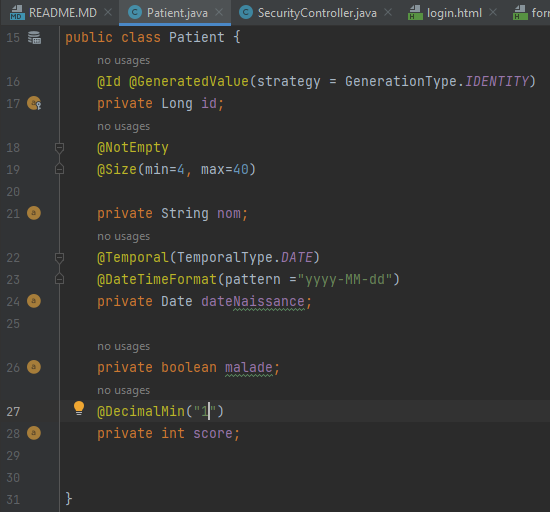 README.MD Patient.java SecurityController.java login.html for
15 public class Patient {
no usages
16 @Id @GeneratedValue(strategy = GenerationType.IDENTITY)
17 private Long id;
no usages
18 @NotEmpty
19 @Size(min=4, max=40)
20
21 private String nom;
no usages
22 @Temporal(TemporalType.DATE)
23 @DateTimeFormat(pattern ="yyyy-MM-dd")
24 private Date dateNaissance;
25
no usages
26 private boolean malade;
no usages
27 @DecimalMin("1")
28 private int score;
29
30
31 }